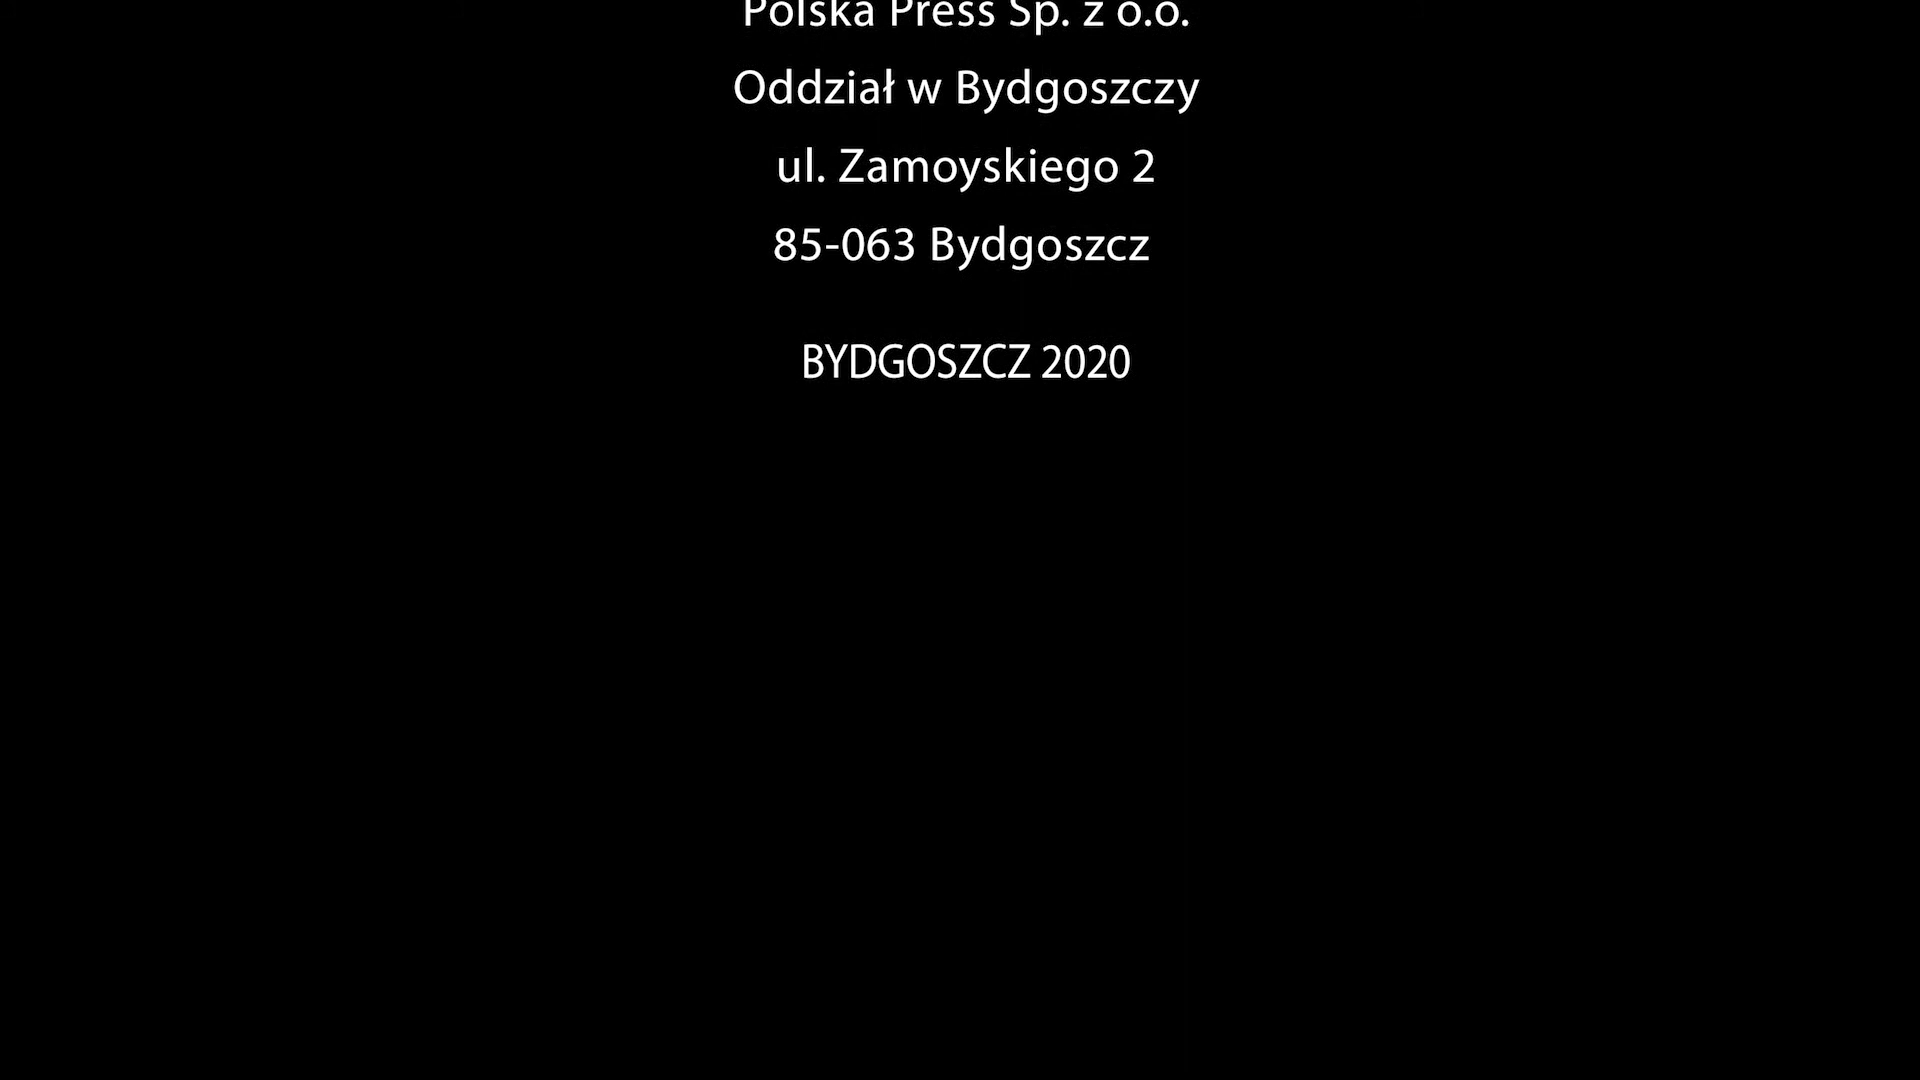 Polska Press Sp. z o.o.
Oddział w Bydgoszczy
ul. Zamoyskiego 2
85-063 Bydgoszcz
BYDGOSZCZ 2020